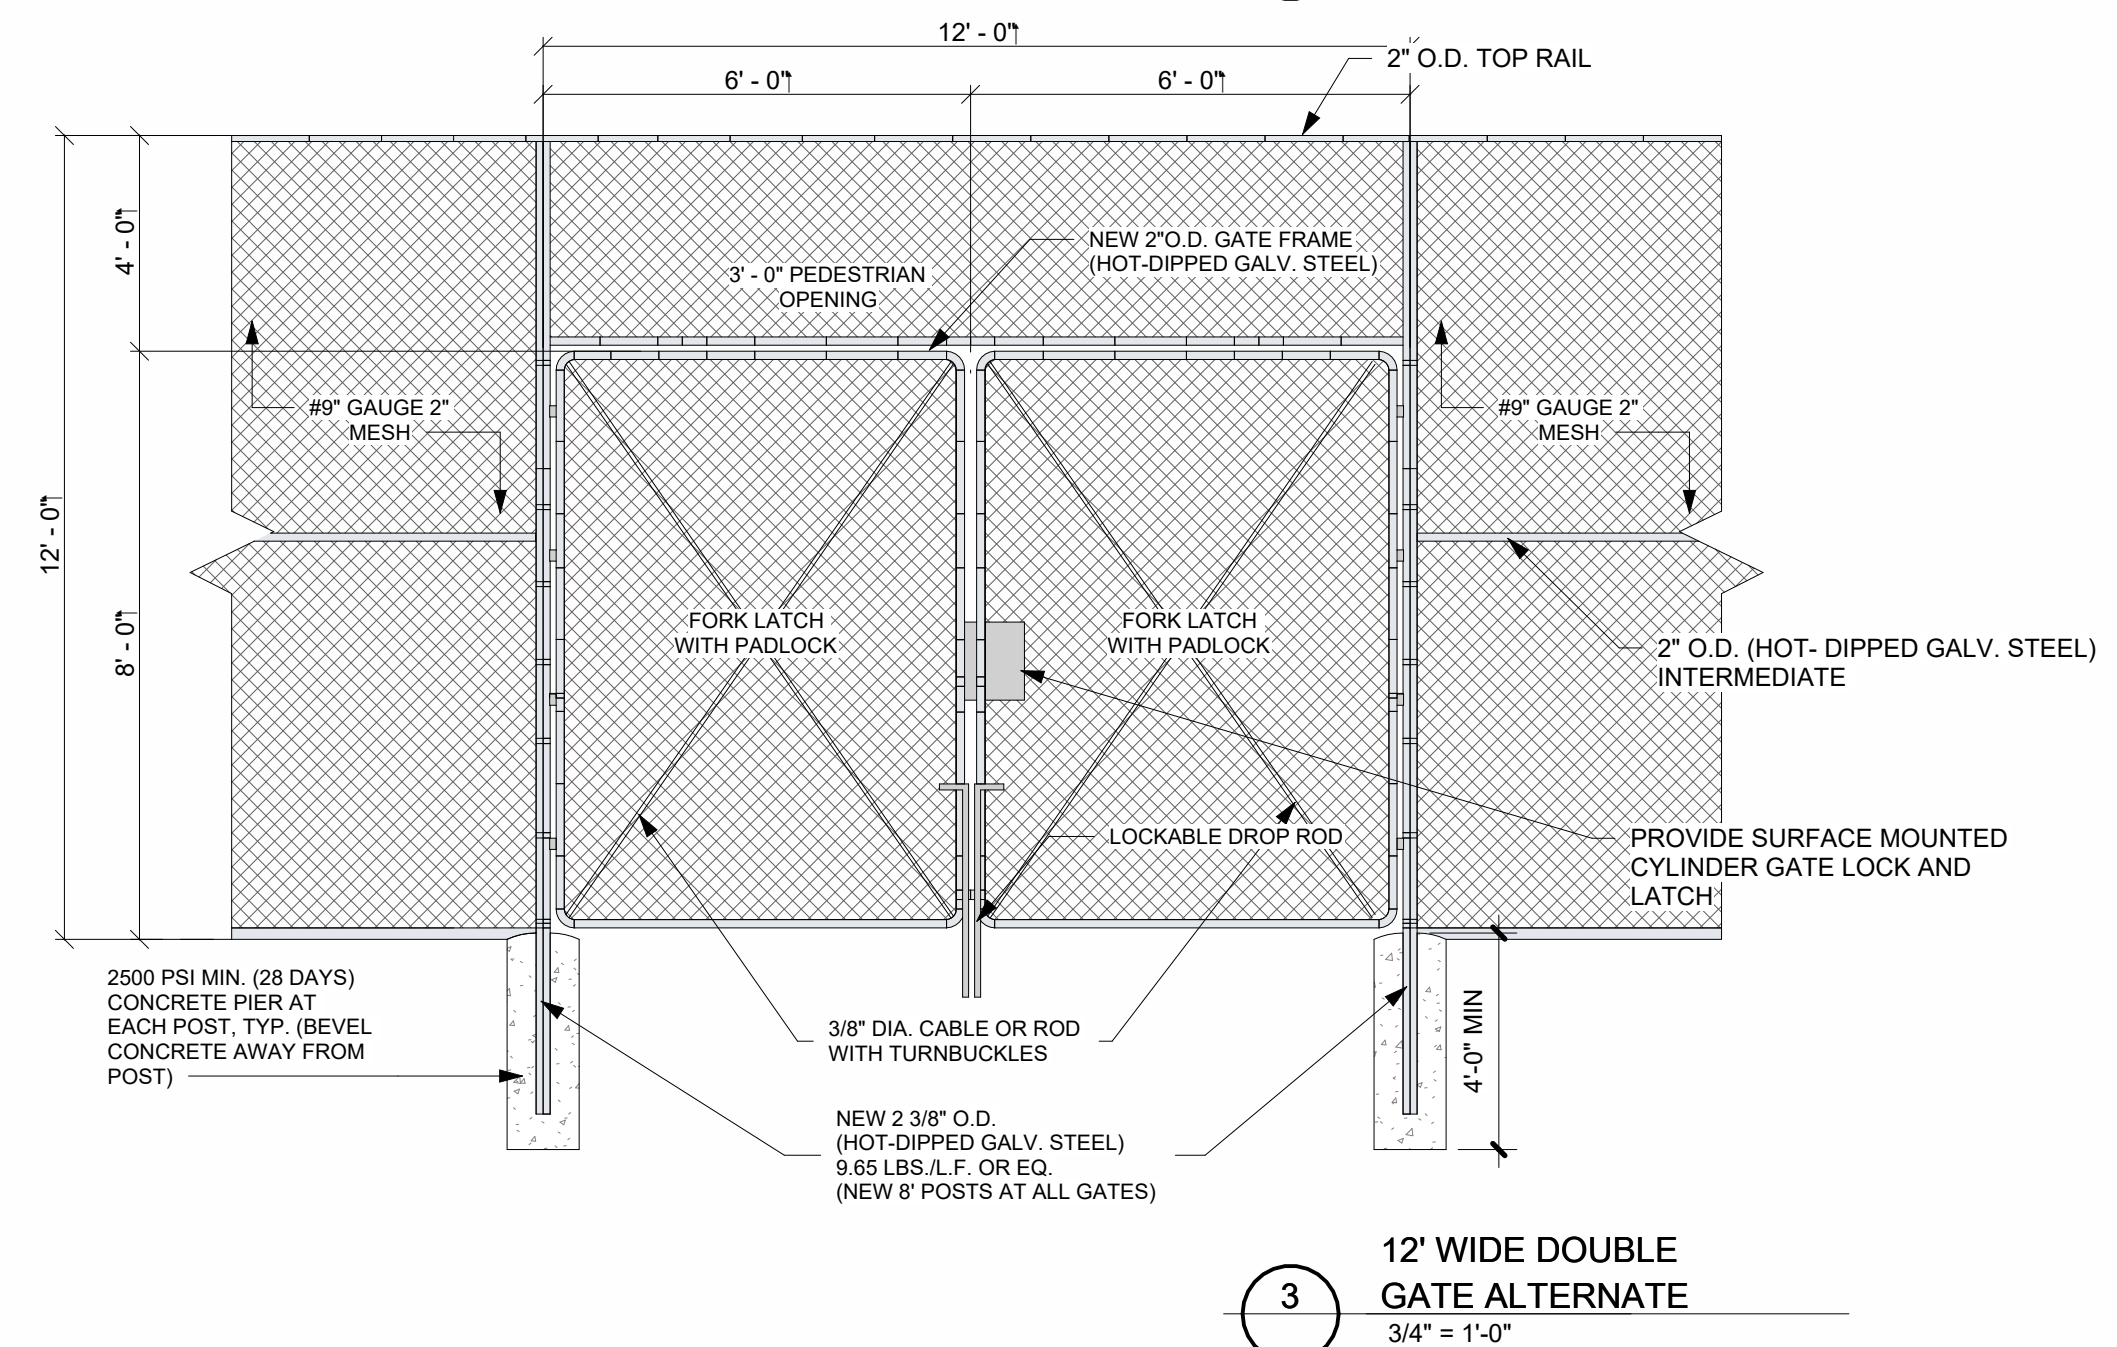 12' - 0"
2" O.D. TOP RAIL
6' - 0"
6' - 0"
4' - 0"
NEW 2"O.D. GATE FRAME
(HOT-DIPPED GALV. STEEL)
3' - 0" PEDESTRIAN
OPENING
#9" GAUGE 2"
MESH
#9" GAUGE 2"
MESH
12' - 0"
8' - 0"
FORK LATCH
WITH PADLOCK
FORK LATCH
WITH PADLOCK
2" O.D. (HOT- DIPPED GALV. STEEL)
INTERMEDIATE
LOCKABLE DROP ROD
PROVIDE SURFACE MOUNTED
CYLINDER GATE LOCK AND
LATCH
2500 PSI MIN. (28 DAYS)
CONCRETE PIER AT
EACH POST, TYP. (BEVEL
CONCRETE AWAY FROM
POST)
3/8" DIA. CABLE OR ROD
WITH TURNBUCKLES
4'-0" MIN
NEW 2 3/8" O.D.
(HOT-DIPPED GALV. STEEL)
9.65 LBS./L.F. OR EQ.
(NEW 8' POSTS AT ALL GATES)
3
12' WIDE DOUBLE
GATE ALTERNATE
3/4" = 1'-0"